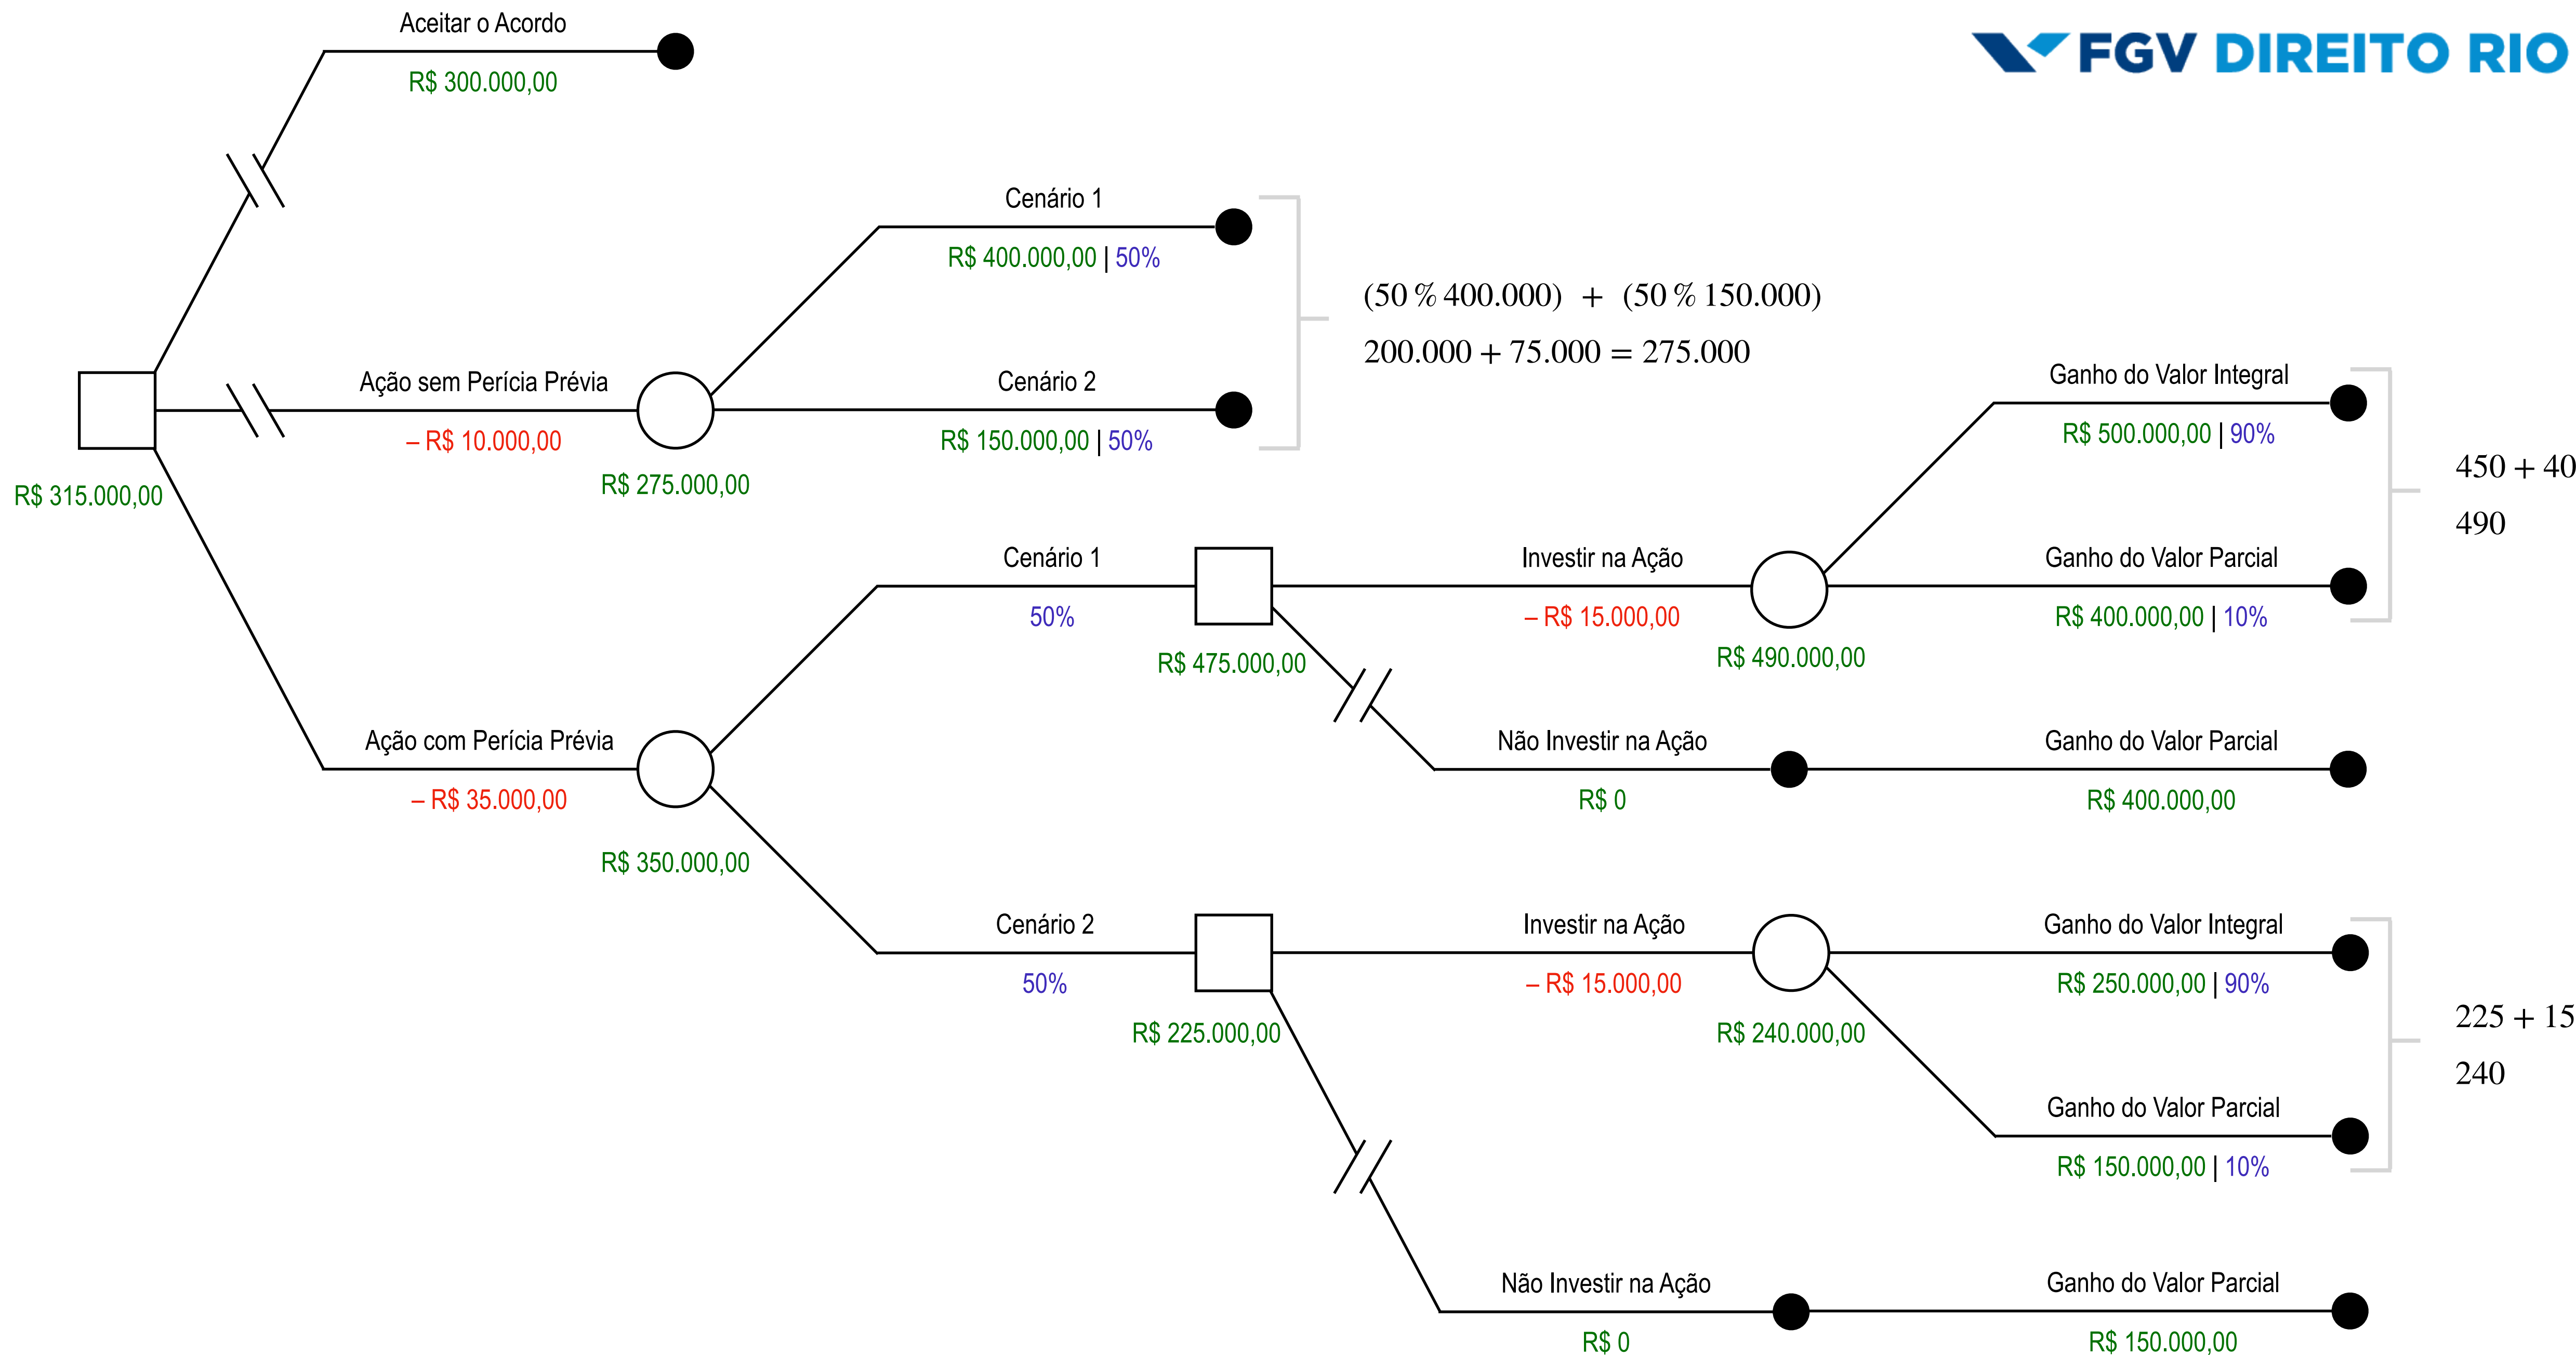 Aceitar o Acordo
R$ 300.000,00
FGV DIREITO RIO
Cenário 1
R$ 400.000,00 | 50%
(50 % 400.000) + (50 % 150.000)
200.000 + 75.000 = 275.000
Ação sem Perícia Prévia
– R$ 10.000,00
R$ 275.000,00
Cenário 2
R$ 150.000,00 | 50%
R$ 315.000,00
Ganho do Valor Integral
R$ 500.000,00 | 90%
450 + 40
490
Cenário 1
50%
R$ 475.000,00
Investir na Ação
– R$ 15.000,00
R$ 490.000,00
Ganho do Valor Parcial
R$ 400.000,00 | 10%
Ação com Perícia Prévia
– R$ 35.000,00
R$ 350.000,00
Não Investir na Ação
R$ 0
Ganho do Valor Parcial
R$ 400.000,00
Cenário 2
50%
R$ 225.000,00
Investir na Ação
– R$ 15.000,00
R$ 240.000,00
Ganho do Valor Integral
R$ 250.000,00 | 90%
225 + 15
240
Ganho do Valor Parcial
R$ 150.000,00 | 10%
Não Investir na Ação
R$ 0
Ganho do Valor Parcial
R$ 150.000,00